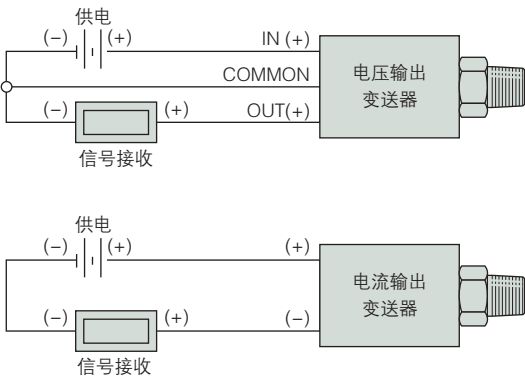 供电
(−) (+) IN (+)
COMMON
(−) (+) OUT(+)
信号接收
电压输出
变送器
供电
(−) (+) (+)
(−) (+) (−)
信号接收
电流输出
变送器